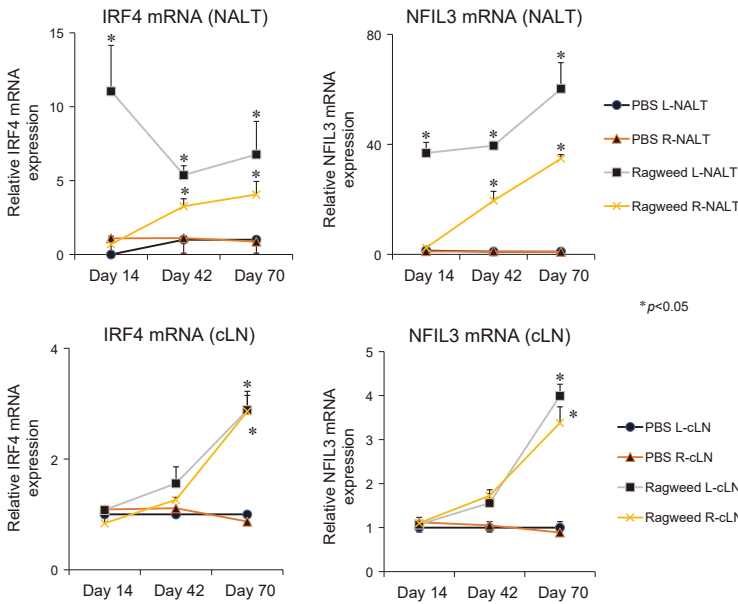 IRF4 mRNA (NALT)
Relative IRF4 mRNA
expression
15
10
5
0
*
*
*
*
*
Day 14 Day 42 Day 70
NFIL3 mRNA (NALT)
Relative NFIL3 mRNA
expression
80
40
0
*
*
*
*
*
Day 14 Day 42 Day 70
PBS L-NALT
PBS R-NALT
Ragweed L-NALT
Ragweed R-NALT
*p<0.05
IRF4 mRNA (cLN)
Relative IRF4 mRNA
expression
4
2
0
*
*
Day 14 Day 42 Day 70
NFIL3 mRNA (cLN)
Relative NFIL3 mRNA
expression
5
4
3
2
1
0
*
*
Day 14 Day 42 Day 70
PBS L-cLN
PBS R-cLN
Ragweed L-cLN
Ragweed R-cLN